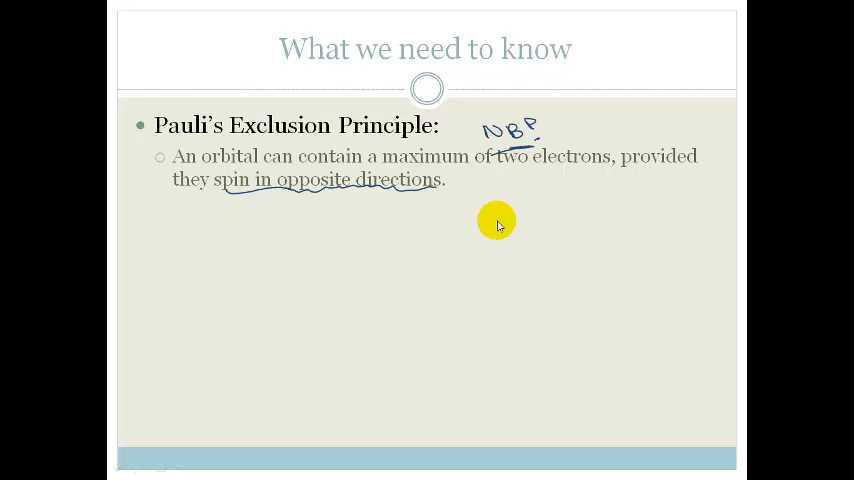 What we need to know
Pauli's Exclusion Principle:
NBP.
An orbital can contain a maximum of two electrons, provided
they spin in opposite directions.